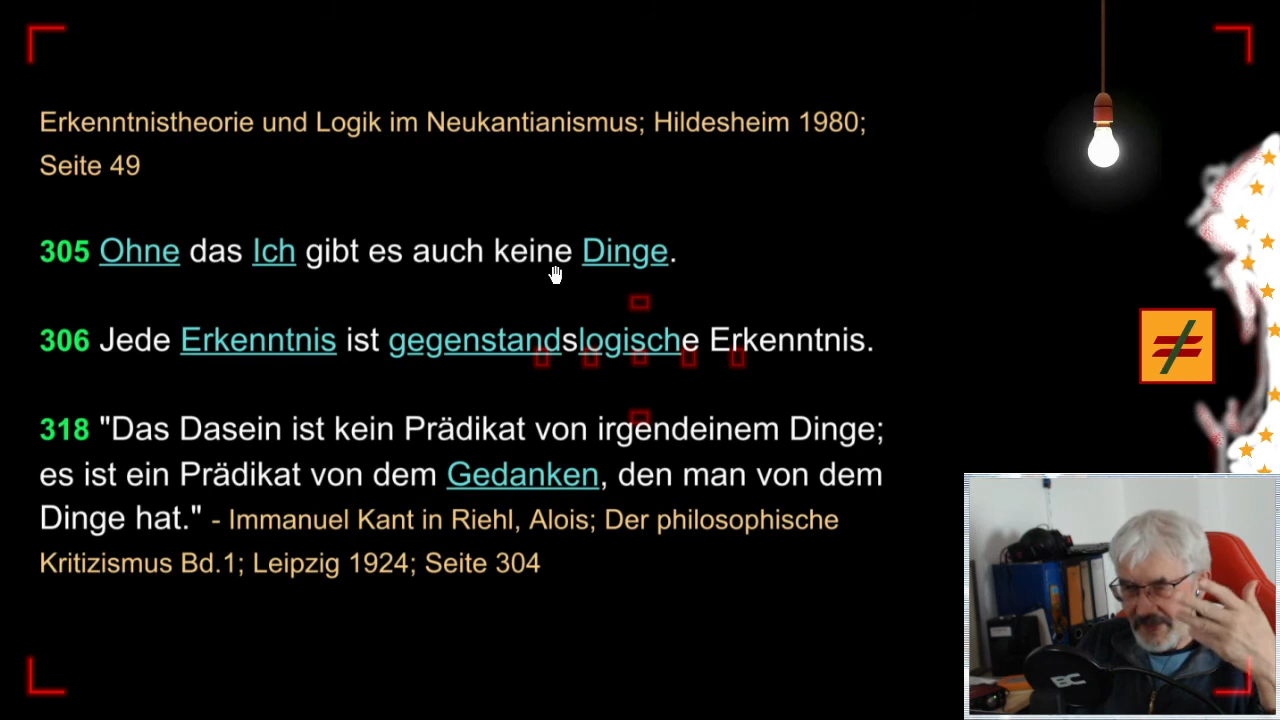 Erkenntnistheorie und Logik im Neukantianismus; Hildesheim 1980;
Seite 49
305 Ohne das Ich gibt es auch keine Dinge.
306 Jede Erkenntnis ist gegenstandslogische Erkenntnis.
318 "Das Dasein ist kein Prädikat von irgendeinem Dinge;
es ist ein Prädikat von dem Gedanken, den man von dem
Dinge hat." - Immanuel Kant in Riehl, Alois; Der philosophische
Kritizismus Bd.1; Leipzig 1924; Seite 304
≠
BC